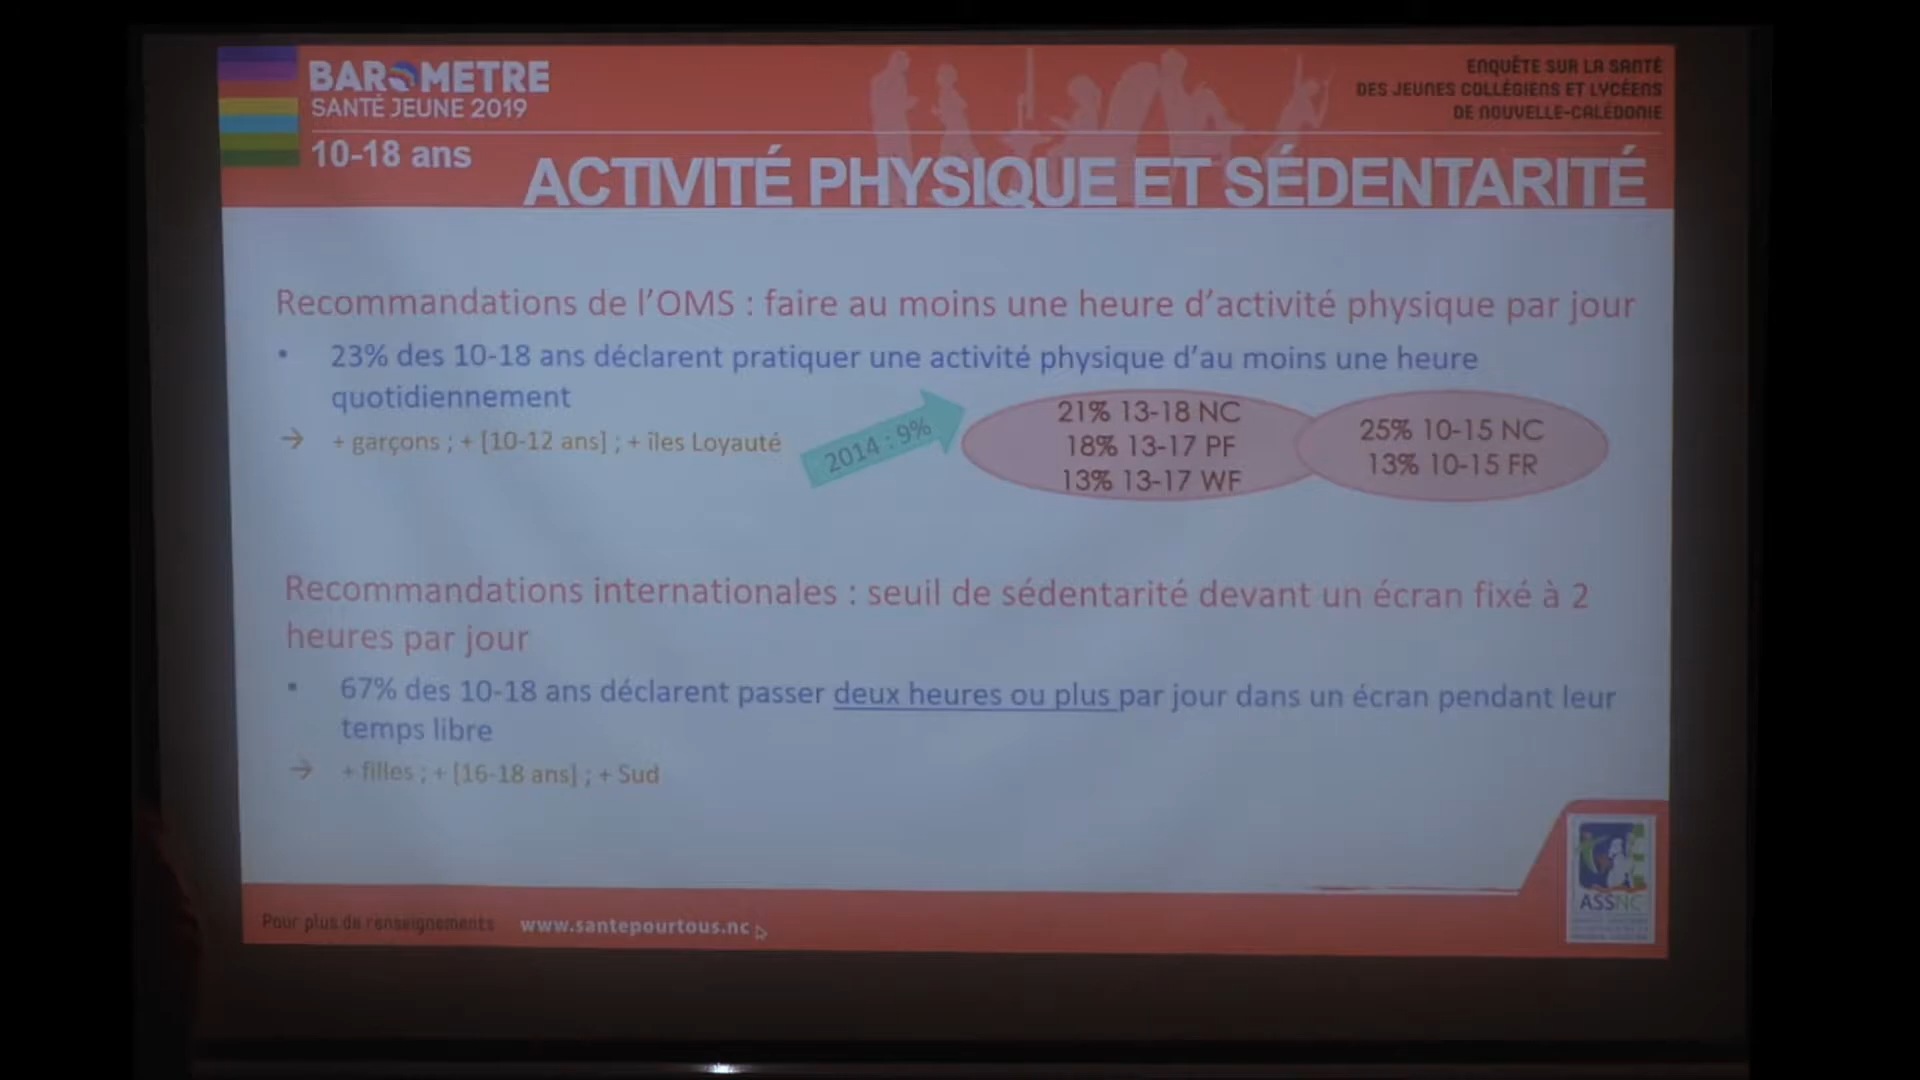 BAROMETRE
SANTÉ JEUNE 2019
10-18 ans
ENQUÊTE SUR LA SANTÉ
DES JEUNES COLLÉGIENS ET LYCÉENS
DE NOUVELLE-CALÉDONIE
ACTIVITÉ PHYSIQUE ET SÉDENTARITÉ
Recommandations de l'OMS : faire au moins une heure d'activité physique par jour
• 23% des 10-18 ans déclarent pratiquer une activité physique d'au moins une heure
quotidiennement
→ + garçons ; + [10-12 ans] ; + îles Loyauté
2014 : 9%
21% 13-18 NC
18% 13-17 PF
13% 13-17 WF
25% 10-15 NC
13% 10-15 FR
Recommandations internationales : seuil de sédentarité devant un écran fixé à 2
heures par jour
• 67% des 10-18 ans déclarent passer deux heures ou plus par jour dans un écran pendant leur
temps libre
→ + filles ; + [16-18 ans] ; + Sud
Pour plus de renseignements www.santepourtous.nc
ASSNC